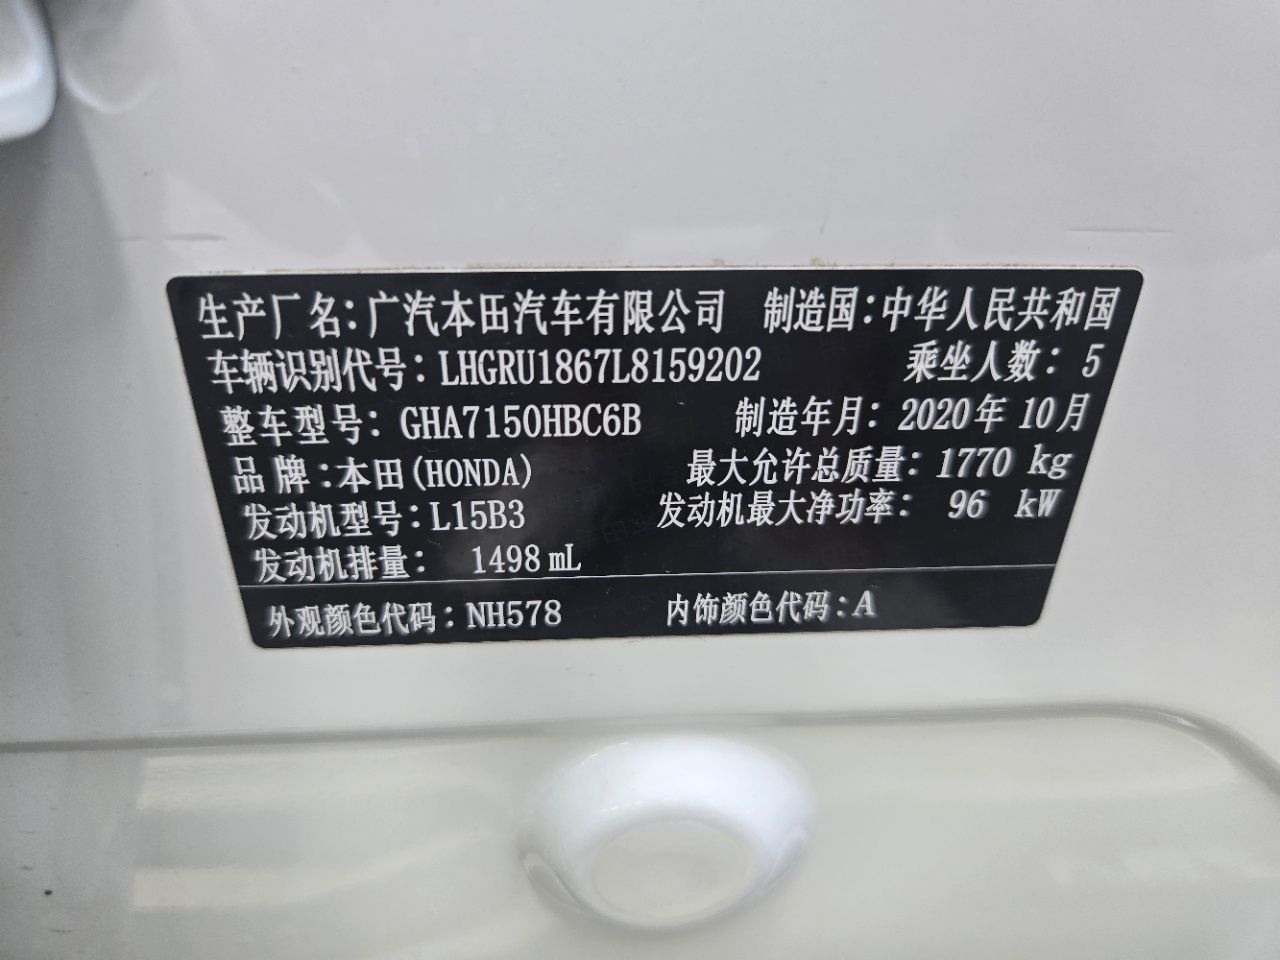 生产厂名：广汽本田汽车有限公司 制造国：中华人民共和国
车辆识别代号：LHGRU1867L8159202 乘坐人数：5
整车型号：GHA7150HBC6B 制造年月：2020年10月
品牌：本田(HONDA) 最大允许总质量：1770 kg
发动机型号：L15B3 发动机最大净功率：96 kW
发动机排量：1498 mL
外观颜色代码：NH578 内饰颜色代码：A